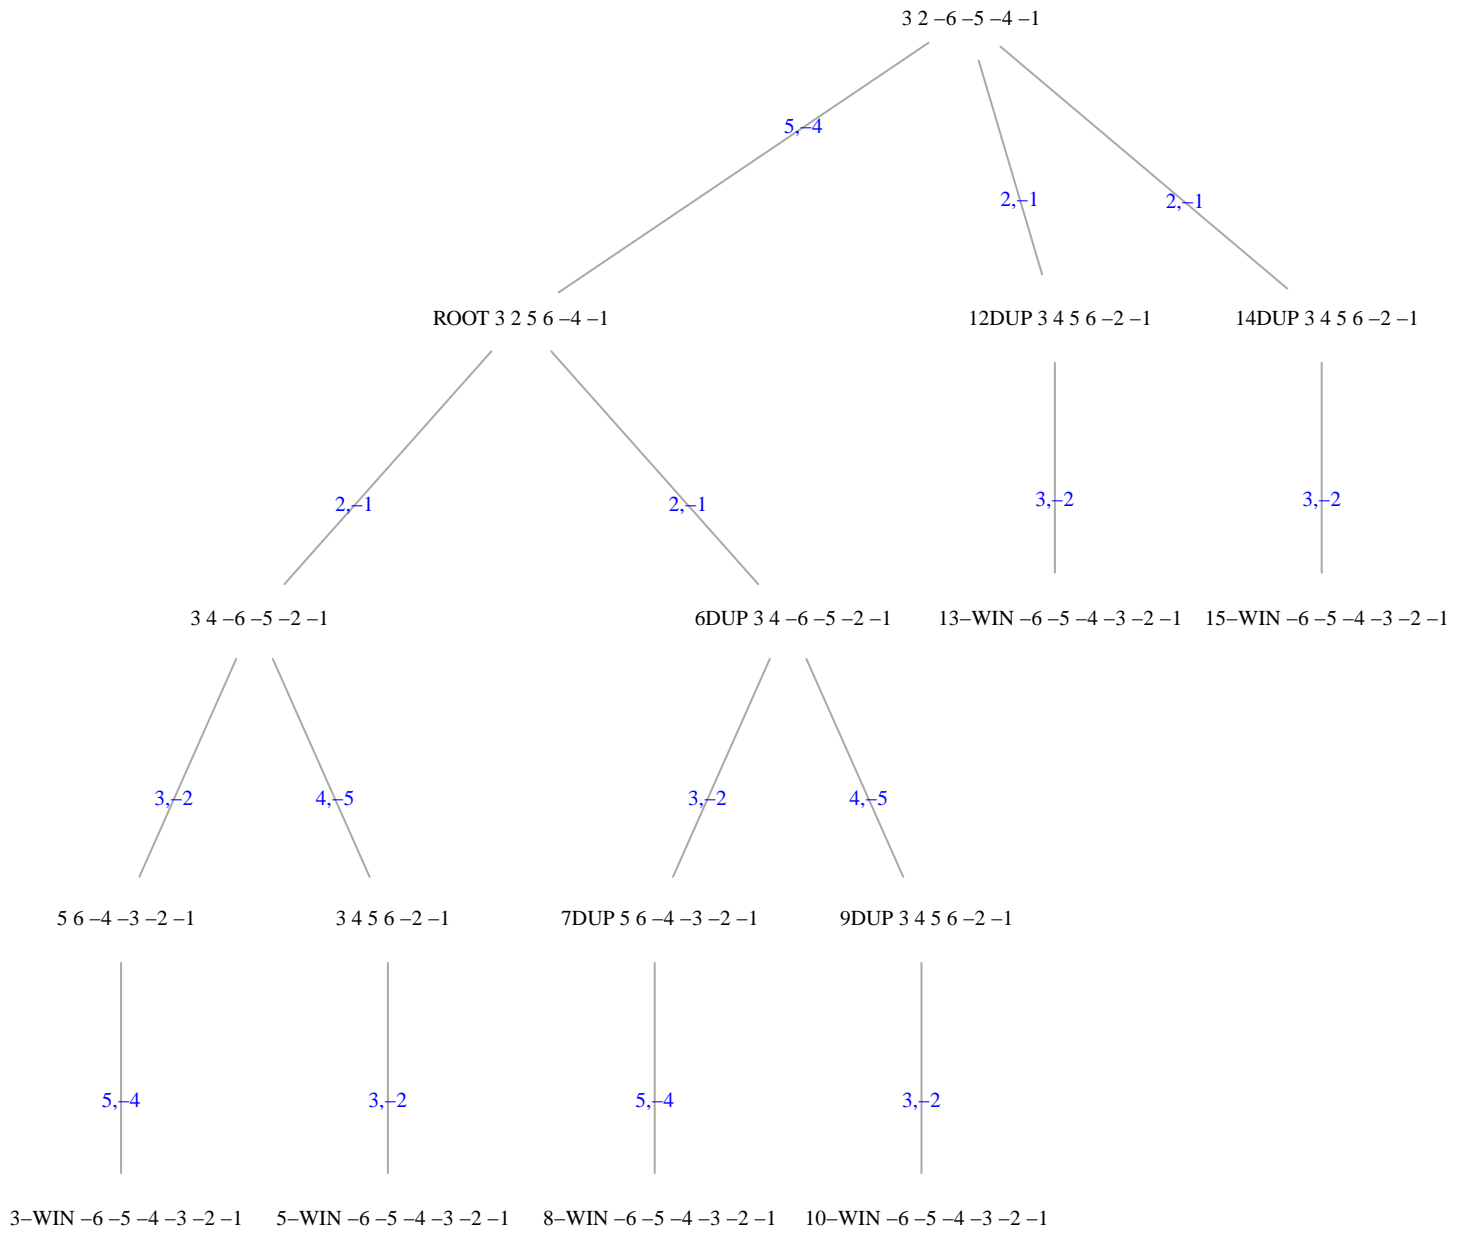 3 2 –6 –5 –4 –1
5,–4
2,–1
2,–1
ROOT 3 2 5 6 –4 –1
12DUP 3 4 5 6 –2 –1
14DUP 3 4 5 6 –2 –1
2,–1
2,–1
3,–2
3,–2
3 4 –6 –5 –2 –1
6DUP 3 4 –6 –5 –2 –1
13–WIN –6 –5 –4 –3 –2 –1
15–WIN –6 –5 –4 –3 –2 –1
3,–2
4,–5
3,–2
4,–5
5 6 –4 –3 –2 –1
3 4 5 6 –2 –1
7DUP 5 6 –4 –3 –2 –1
9DUP 3 4 5 6 –2 –1
5,–4
3,–2
5,–4
3,–2
3–WIN –6 –5 –4 –3 –2 –1
5–WIN –6 –5 –4 –3 –2 –1
8–WIN –6 –5 –4 –3 –2 –1
10–WIN –6 –5 –4 –3 –2 –1